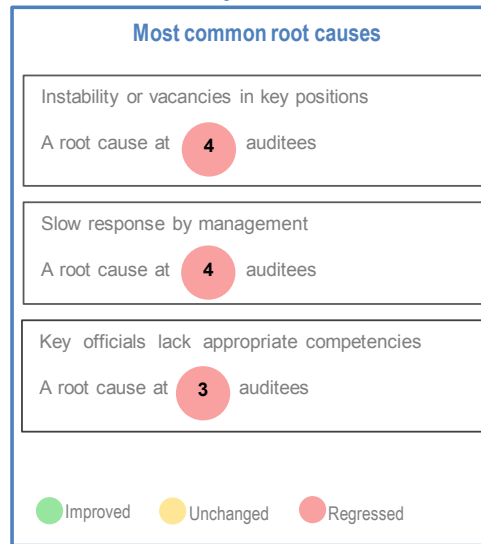 Most common root causes
Instability or vacancies in key positions
A root cause at 4 auditees
Slow response by management
A root cause at 4 auditees
Key officials lack appropriate competencies
A root cause at 3 auditees
Improved Unchanged Regressed